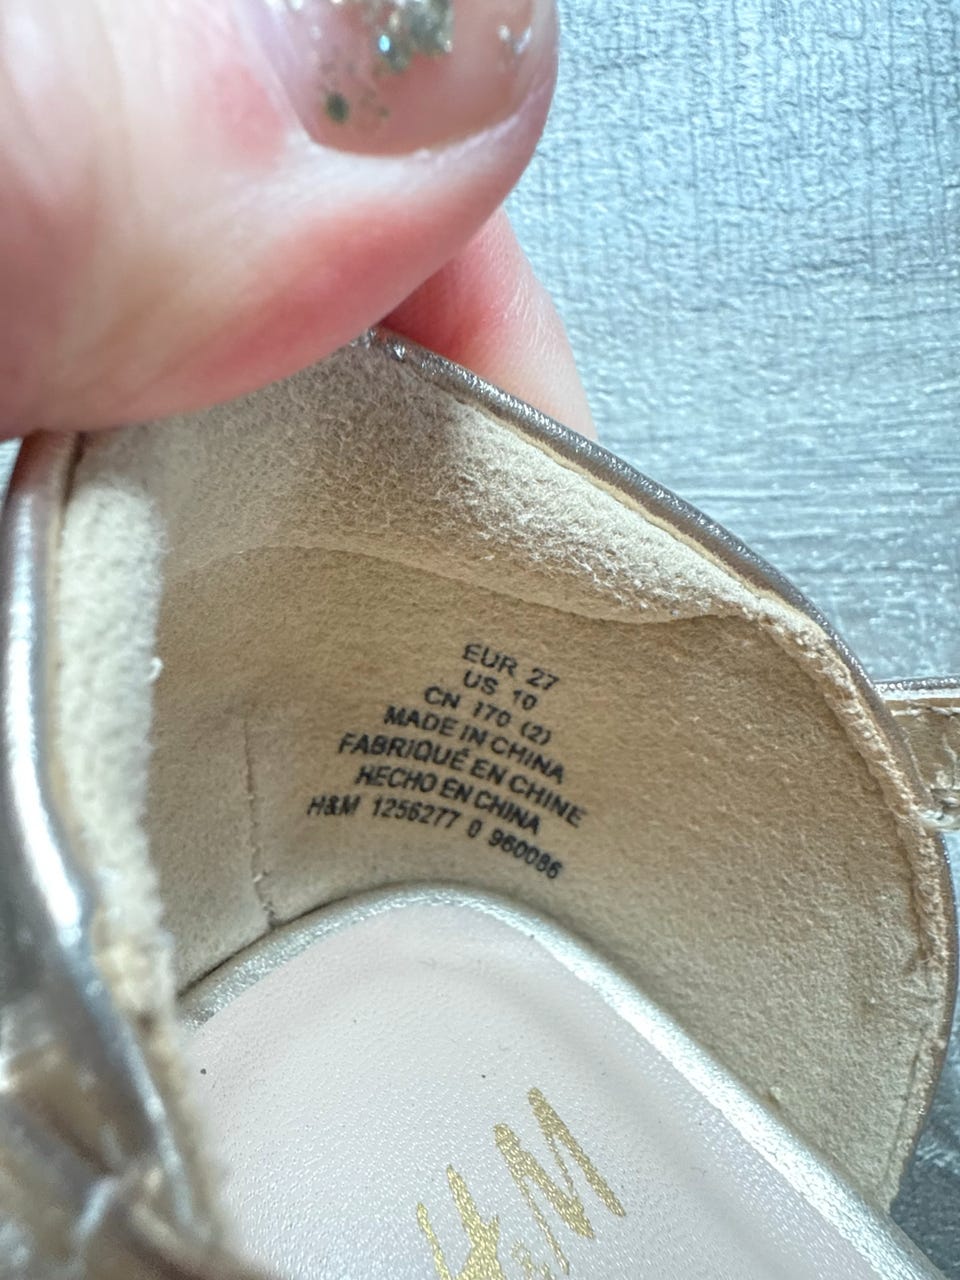 EUR 27
US 10
CN 170 (2)
MADE IN CHINA
FABRIQUÉ EN CHINE
HECHO EN CHINA
H&M 1256277 0 960086
H&M